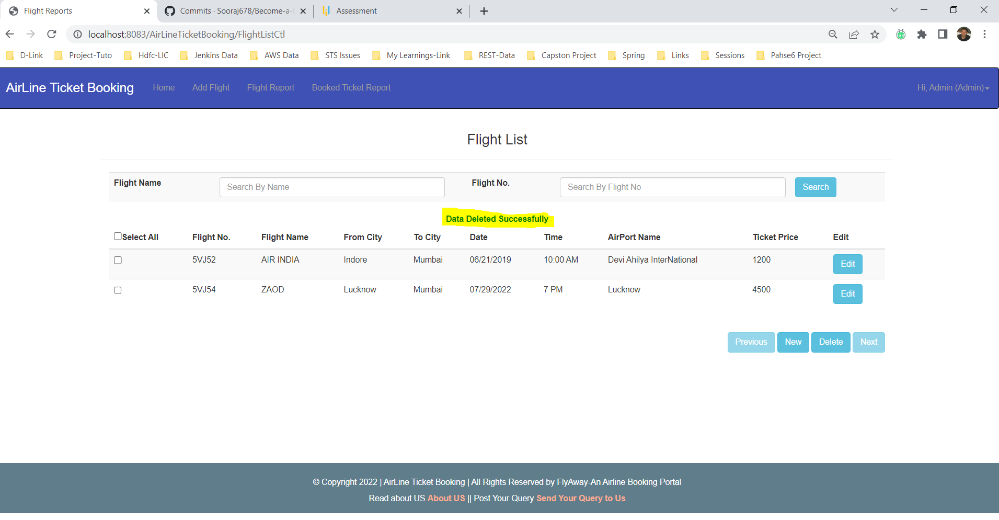 Flight Reports
Commits · Sooraj678/Become-a-
Assessment
localhost:8083/AirLineTicketBooking/FlightListCtl
D-Link Project-Tuto Hdfc-LIC Jenkins Data AWS Data STS Issues My Learnings-Link REST-Data Capston Project Spring Links Sessions Pahse6 Project
AirLine Ticket Booking Home Add Flight Flight Report Booked Ticket Report Hi, Admin (Admin)
Flight List
Flight Name Search By Name Flight No. Search By Flight No Search
Data Deleted Successfully
Select All Flight No. Flight Name From City To City Date Time AirPort Name Ticket Price Edit
5VJ52 AIR INDIA Indore Mumbai 06/21/2019 10:00 AM Devi Ahilya InterNational 1200 Edit
5VJ54 ZAOD Lucknow Mumbai 07/29/2022 7 PM Lucknow 4500 Edit
Previous New Delete Next
© Copyright 2022 | AirLine Ticket Booking | All Rights Reserved by FlyAway-An Airline Booking Portal
Read about US About US || Post Your Query Send Your Query to Us